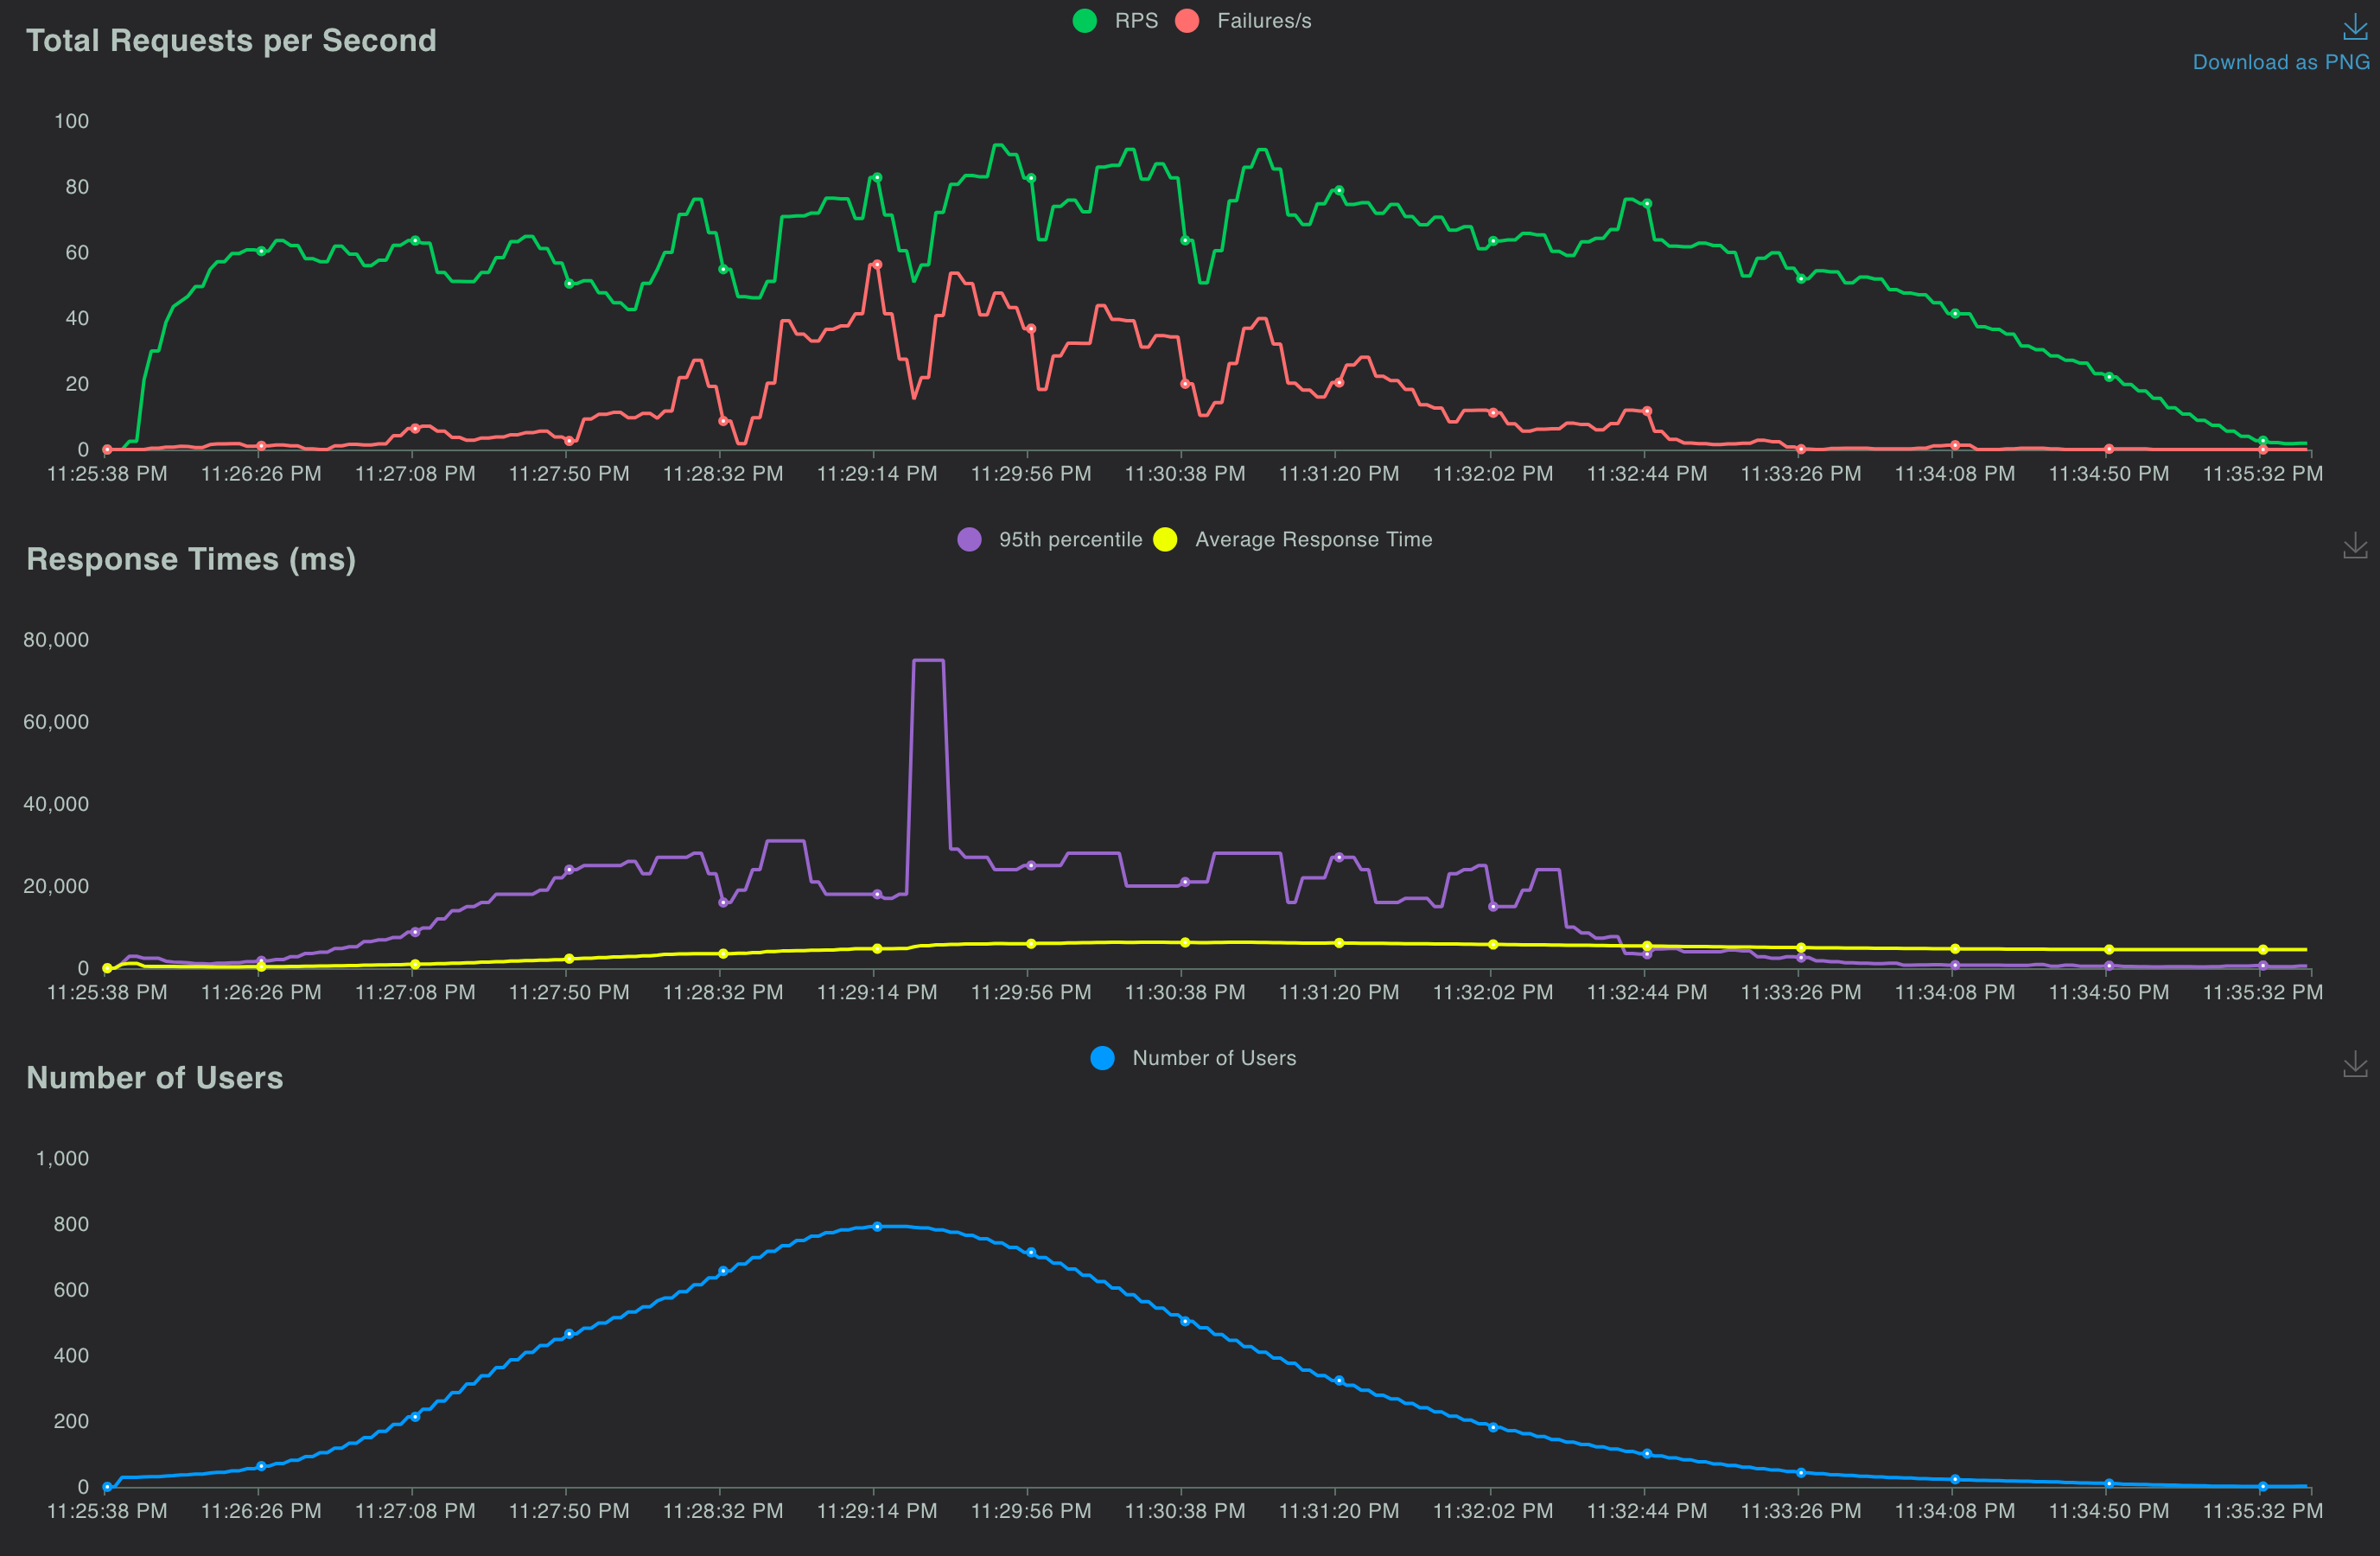 RPS Failures/s
Total Requests per Second
Download as PNG
100
80
60
40
20
0
11:25:38 PM 11:26:26 PM 11:27:08 PM 11:27:50 PM 11:28:32 PM 11:29:14 PM 11:29:56 PM 11:30:38 PM 11:31:20 PM 11:32:02 PM 11:32:44 PM 11:33:26 PM 11:34:08 PM 11:34:50 PM 11:35:32 PM
95th percentile Average Response Time
Response Times (ms)
80,000
60,000
40,000
20,000
0
11:25:38 PM 11:26:26 PM 11:27:08 PM 11:27:50 PM 11:28:32 PM 11:29:14 PM 11:29:56 PM 11:30:38 PM 11:31:20 PM 11:32:02 PM 11:32:44 PM 11:33:26 PM 11:34:08 PM 11:34:50 PM 11:35:32 PM
Number of Users
Number of Users
1,000
800
600
400
200
0
11:25:38 PM 11:26:26 PM 11:27:08 PM 11:27:50 PM 11:28:32 PM 11:29:14 PM 11:29:56 PM 11:30:38 PM 11:31:20 PM 11:32:02 PM 11:32:44 PM 11:33:26 PM 11:34:08 PM 11:34:50 PM 11:35:32 PM